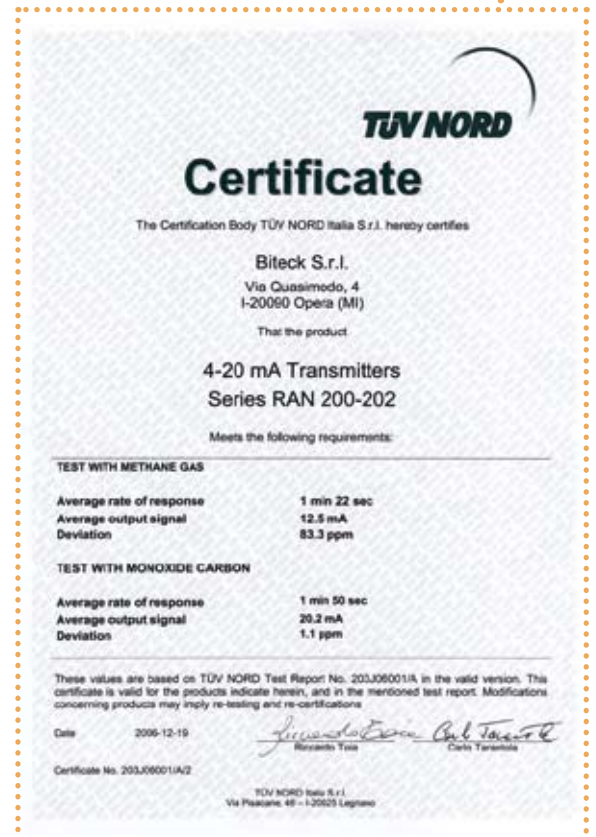 TÜV NORD
Certificate
The Certification Body TÜV NORD Italia S.r.l. hereby certifies
Biteck S.r.l.
Via Quasimodo, 4
I-20090 Opera (MI)
That the product
4-20 mA Transmitters
Series RAN 200-202
Meets the following requirements:
TEST WITH METHANE GAS
Average rate of response 1 min 22 sec
Average output signal 12.5 mA
Deviation 83.3 ppm
TEST WITH MONOXIDE CARBON
Average rate of response 1 min 50 sec
Average output signal 20.2 mA
Deviation 1.1 ppm
These values are based on TÜV NORD Test Report No. 203J06001/A in the valid version. This
certificate is valid for the products indicate herein, and in the mentioned test report. Modifications
concerning products may imply re-testing and re-certifications
Date 2006-12-19
Riccardo Toia Carlo Tarantola
Certificate No. 203J06001/A/2
TÜV NORD Italia S.r.l.
Via Pisacane, 46 – I-20025 Legnano